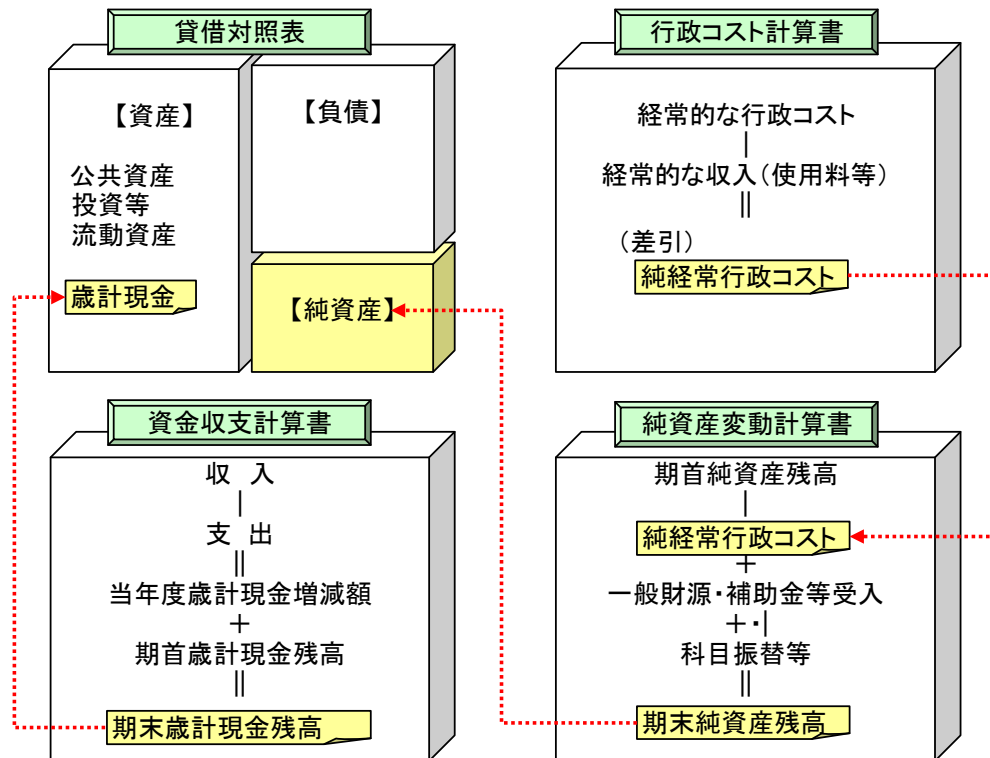 貸借対照表
【資産】
公共資産
投資等
流動資産
歳計現金
【負債】
【純資産】
行政コスト計算書
経常的な行政コスト
｜
経常的な収入（使用料等）
||
（差引）
純経常行政コスト
資金収支計算書
収　入
｜
支　出
||
当年度歳計現金増減額
＋
期首歳計現金残高
||
期末歳計現金残高
純資産変動計算書
期首純資産残高
｜
純経常行政コスト
＋
一般財源・補助金等受入
＋・｜
科目振替等
||
期末純資産残高